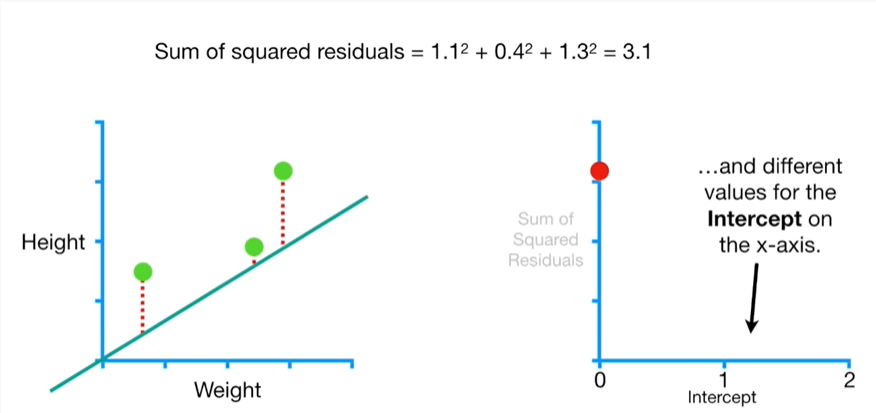 Sum of squared residuals = 1.1² + 0.4² + 1.3² = 3.1
Height
Weight
Sum of
Squared
Residuals
...and different
values for the
Intercept on
the x-axis.
0
1
2
Intercept